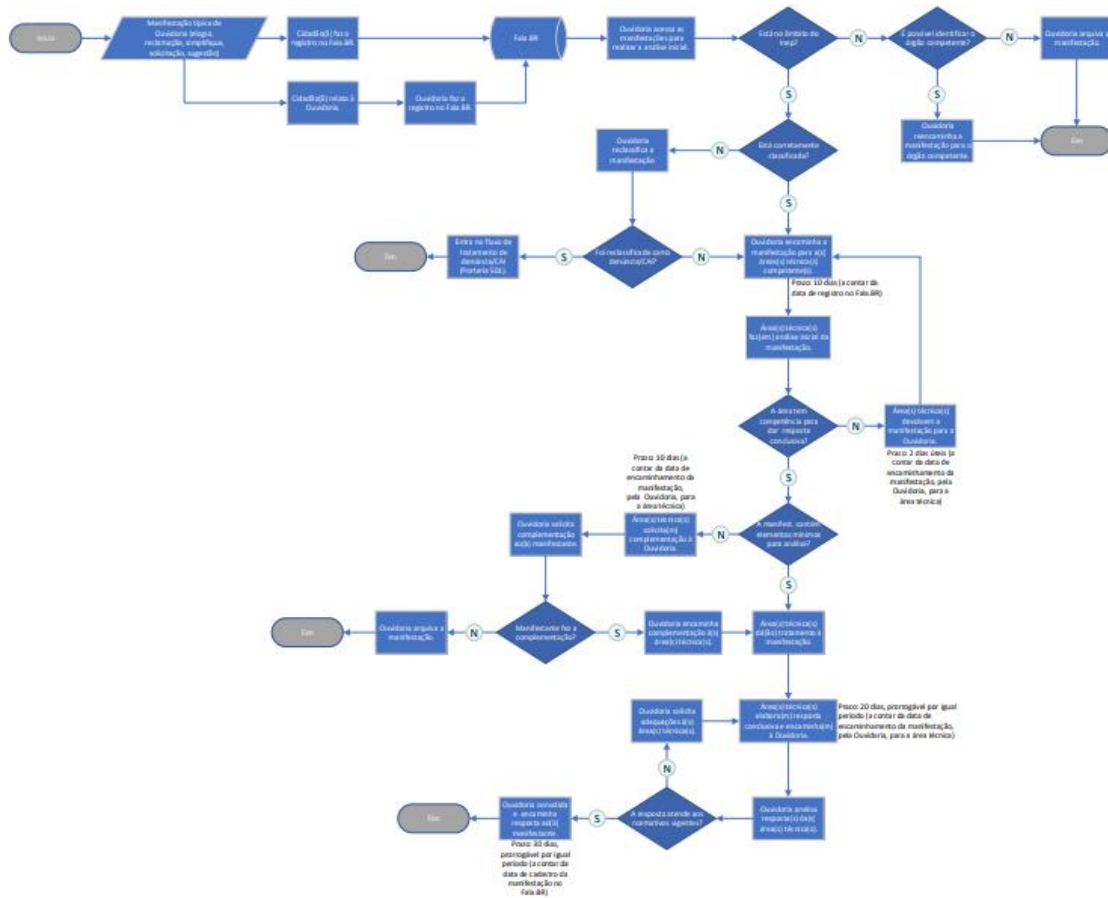 Início
Manifestação típica de
Ouvidoria (elogio,
reclamação, simplifique,
solicitação, sugestão)
Cidadão(ã) faz o
registro no Fala.BR
Fala.BR
Ouvidoria acessa as
manifestações para
realizar a análise inicial.
Está no âmbito do
Inep?
N
É possível identificar o
órgão competente?
N
Ouvidoria arquiva a
manifestação.
Cidadão(ã) relata à
Ouvidoria
Ouvidoria faz o
registro no Fala.BR.
S
S
Ouvidoria
reencaminha a
manifestação para o
órgão competente.
Fim
Ouvidoria
reclassifica a
manifestação.
N
Está corretamente
classificada?
S
Fim
Entra no fluxo de
tratamento de
denúncia/CAI
S
Foi reclassificada como
denúncia/CAI?
N
Ouvidoria encaminha a
manifestação para a(s)
área(s) técnica(s)
competente(s).
Prazo: 10 dias (a contar da
data de registro no Fala.BR)
Área(s) técnica(s)
faz(em) análise inicial da
manifestação.
A área tem
competência para
dar resposta
conclusiva?
N
Área(s) técnica(s)
devolvem a
manifestação para a
Ouvidoria.
Prazo: 2 dias úteis (a
contar da data de
encaminhamento da
manifestação, pela
Ouvidoria, para a
área técnica)
S
Prazo: 10 dias (a
contar da data de
encaminhamento da
manifestação,
pela Ouvidoria, para
a área técnica)
Ouvidoria solicita
complementação
ao(à) manifestante.
Área(s) técnica(s)
solicita(m)
complementação à
Ouvidoria.
N
A manifest. contém
elementos mínimos
para análise?
S
Fim
Ouvidoria arquiva a
manifestação.
N
Manifestante fez a
complementação?
S
Ouvidoria encaminha
complementação à(s)
área(s) técnica(s).
Área(s) técnica(s)
dá(ão) tratamento à
manifestação.
Ouvidoria solicita
adequações à(s)
área(s) técnica(s).
Área(s) técnica(s)
elabora(m) resposta
conclusiva e encaminha(m)
à Ouvidoria.
Prazo: 20 dias, prorrogável por igual
período (a contar da data de
encaminhamento da manifestação,
pela Ouvidoria, para a área técnica)
N
Fim
Ouvidoria consolida
e encaminha
resposta ao(à)
manifestante.
S
A resposta atende aos
normativos vigentes?
Ouvidoria analisa
resposta(s) da(s)
área(s) técnica(s).
Prazo: 30 dias,
prorrogável por igual
período (a contar da
data de cadastro da
manifestação no
Fala.BR)